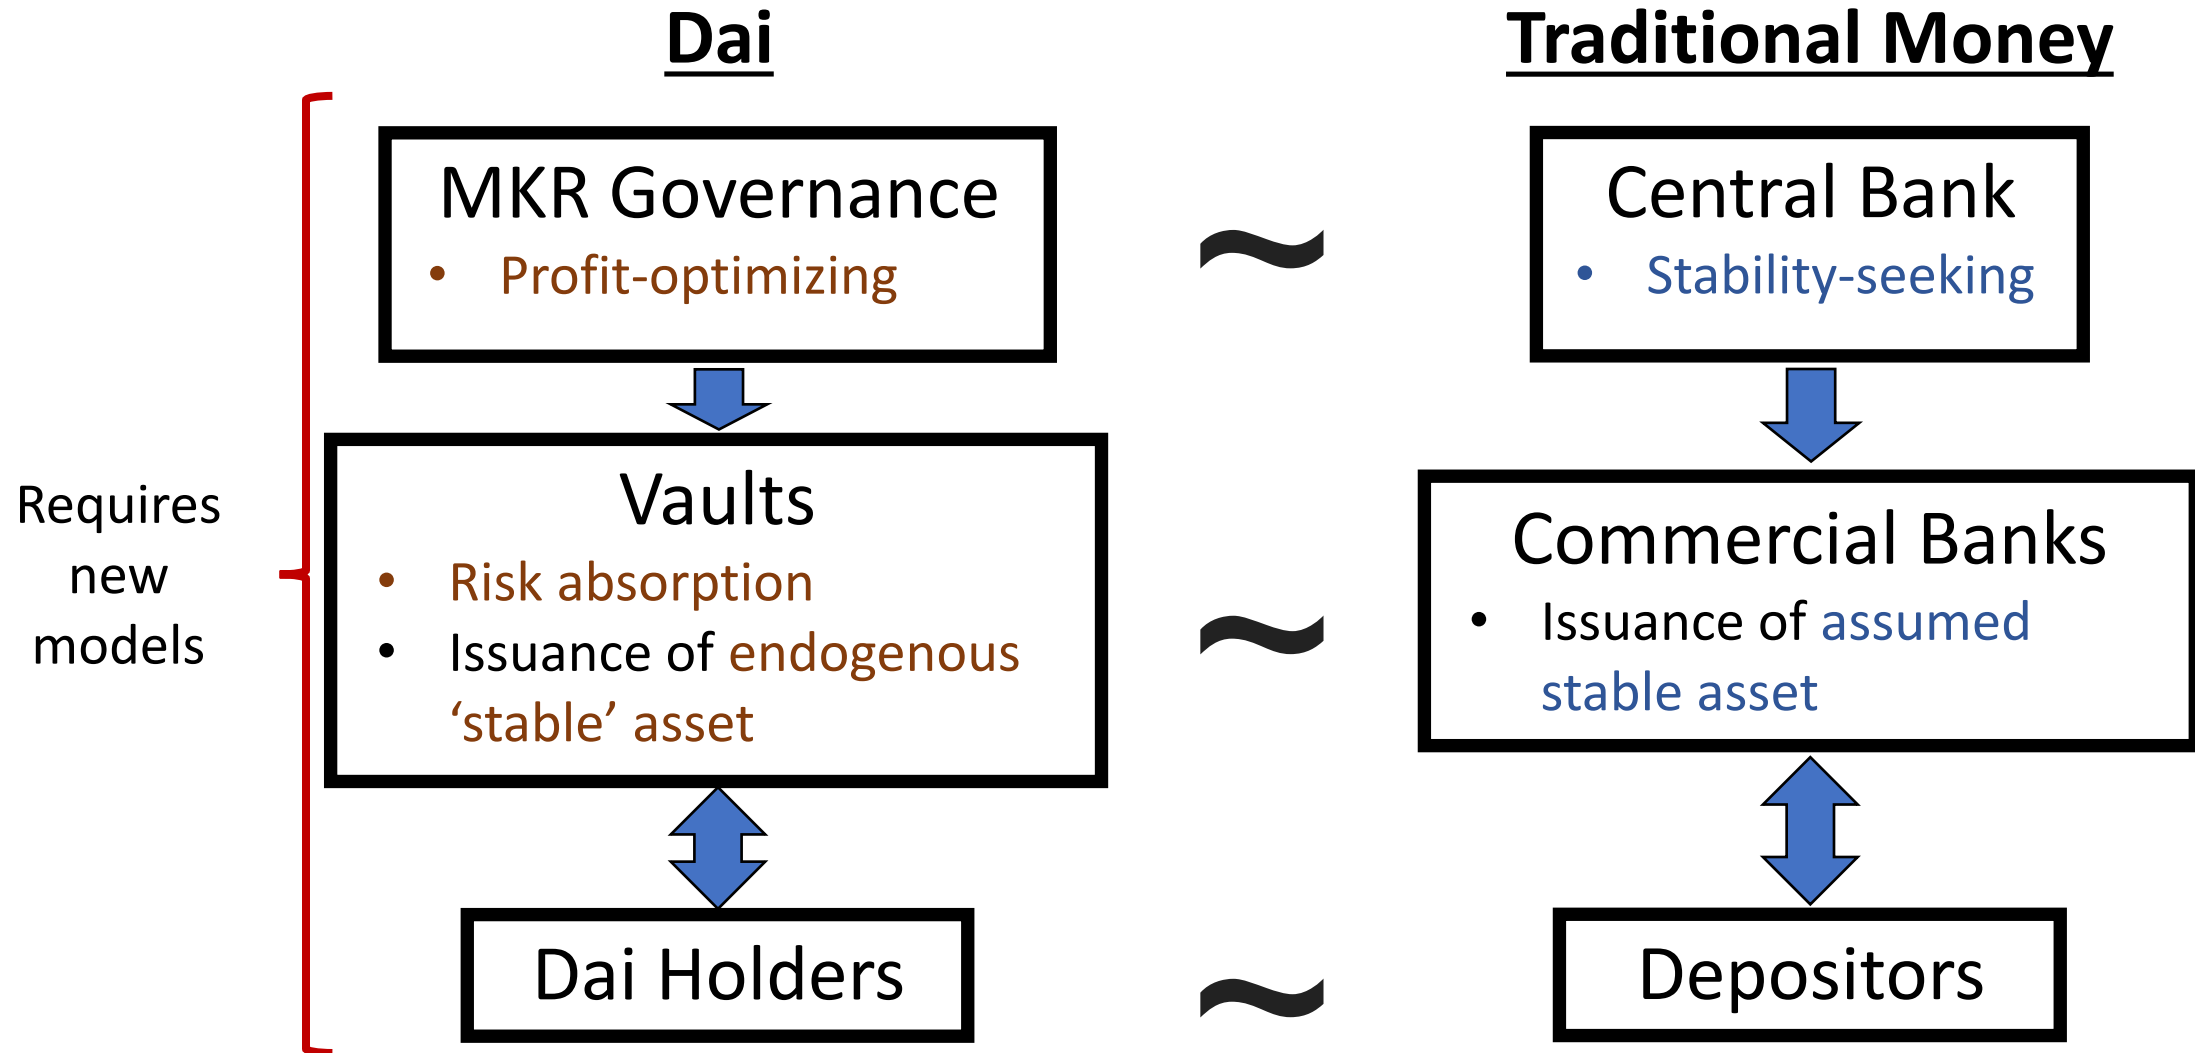 Dai
Traditional Money
MKR Governance
• Profit-optimizing
~
Central Bank
• Stability-seeking
Requires
new
models
Vaults
• Risk absorption
• Issuance of endogenous
‘stable’ asset
~
Commercial Banks
• Issuance of assumed
stable asset
Dai Holders
~
Depositors